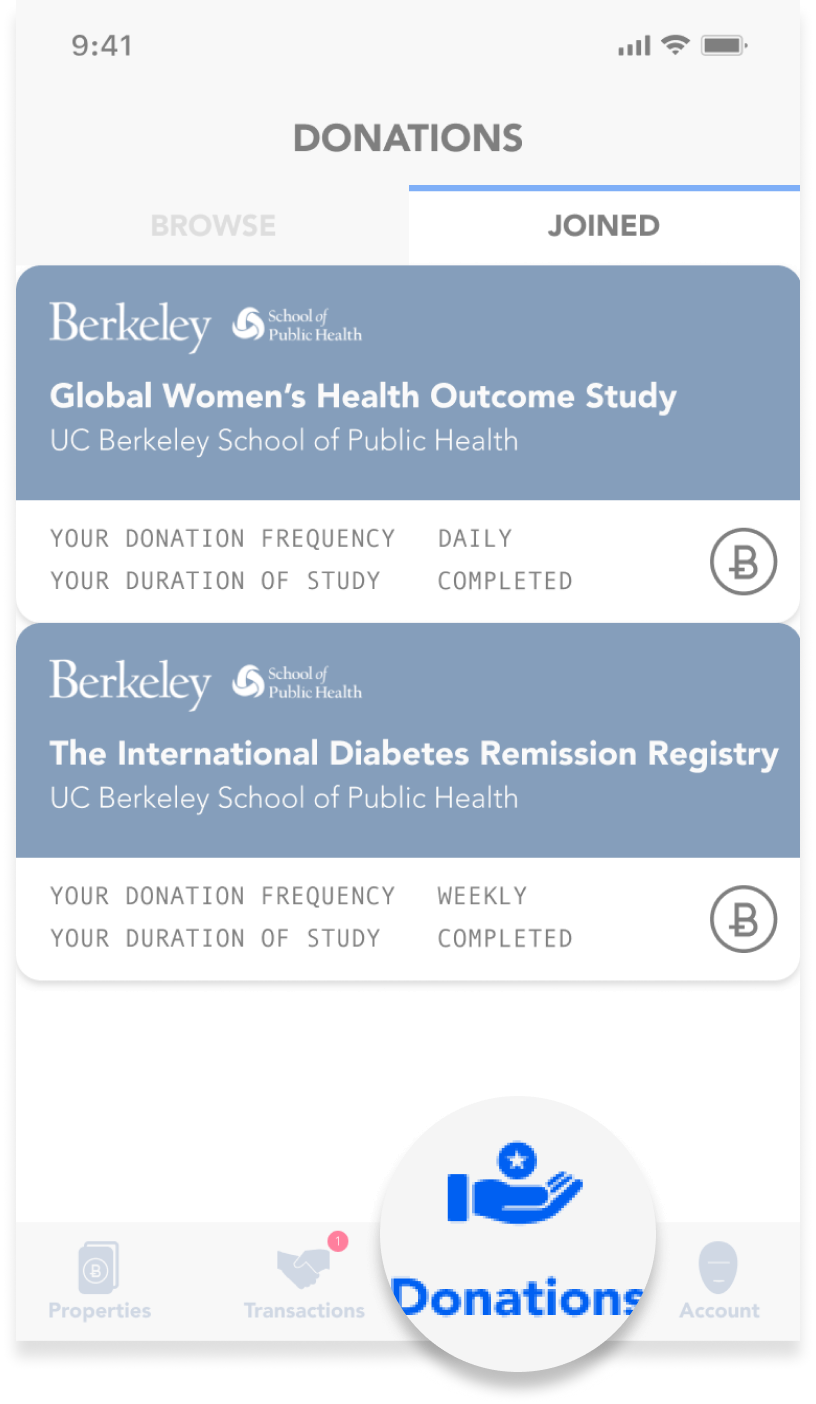 9:41
DONATIONS
BROWSE
JOINED
Berkeley
School of
Public Health
Global Women’s Health Outcome Study
UC Berkeley School of Public Health
YOUR DONATION FREQUENCY DAILY
YOUR DURATION OF STUDY COMPLETED
Berkeley
School of
Public Health
The International Diabetes Remission Registry
UC Berkeley School of Public Health
YOUR DONATION FREQUENCY WEEKLY
YOUR DURATION OF STUDY COMPLETED
1
Properties
Transactions
Donations
Account